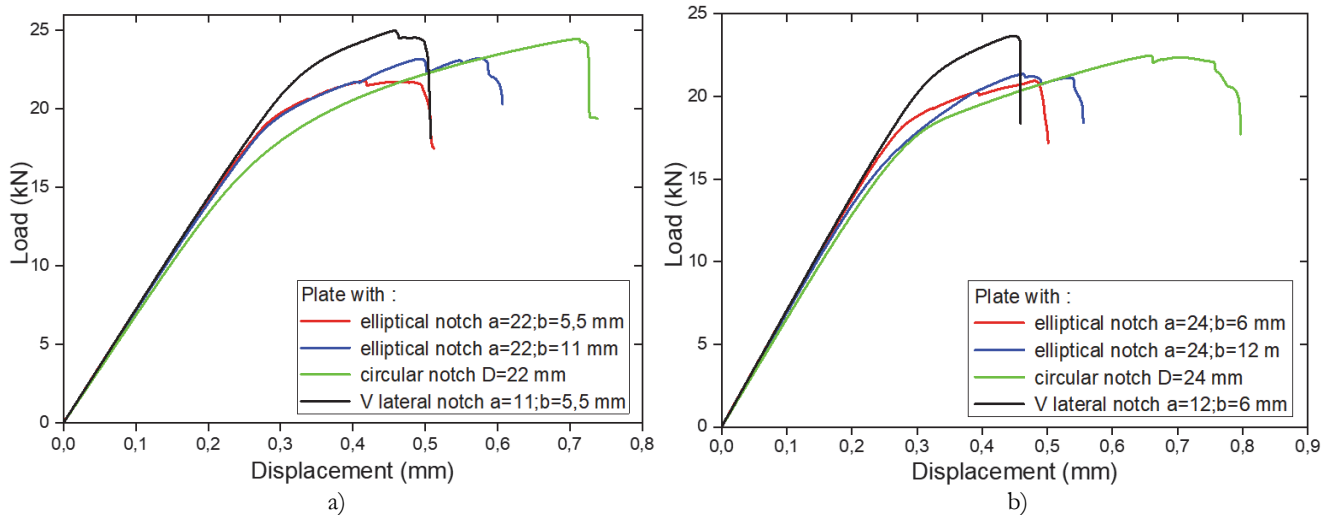 25
20
15
10
5
0
Load (kN)
Plate with :
elliptical notch a=22;b=5,5 mm
elliptical notch a=22;b=11 mm
circular notch D=22 mm
V lateral notch a=11;b=5,5 mm
0,0 0,1 0,2 0,3 0,4 0,5 0,6 0,7 0,8
Displacement (mm)
a)
25
20
15
10
5
0
Load (kN)
Plate with :
elliptical notch a=24;b=6 mm
elliptical notch a=24;b=12 m
circular notch D=24 mm
V lateral notch a=12;b=6 mm
0,0 0,1 0,2 0,3 0,4 0,5 0,6 0,7 0,8 0,9
Displacement (mm)
b)